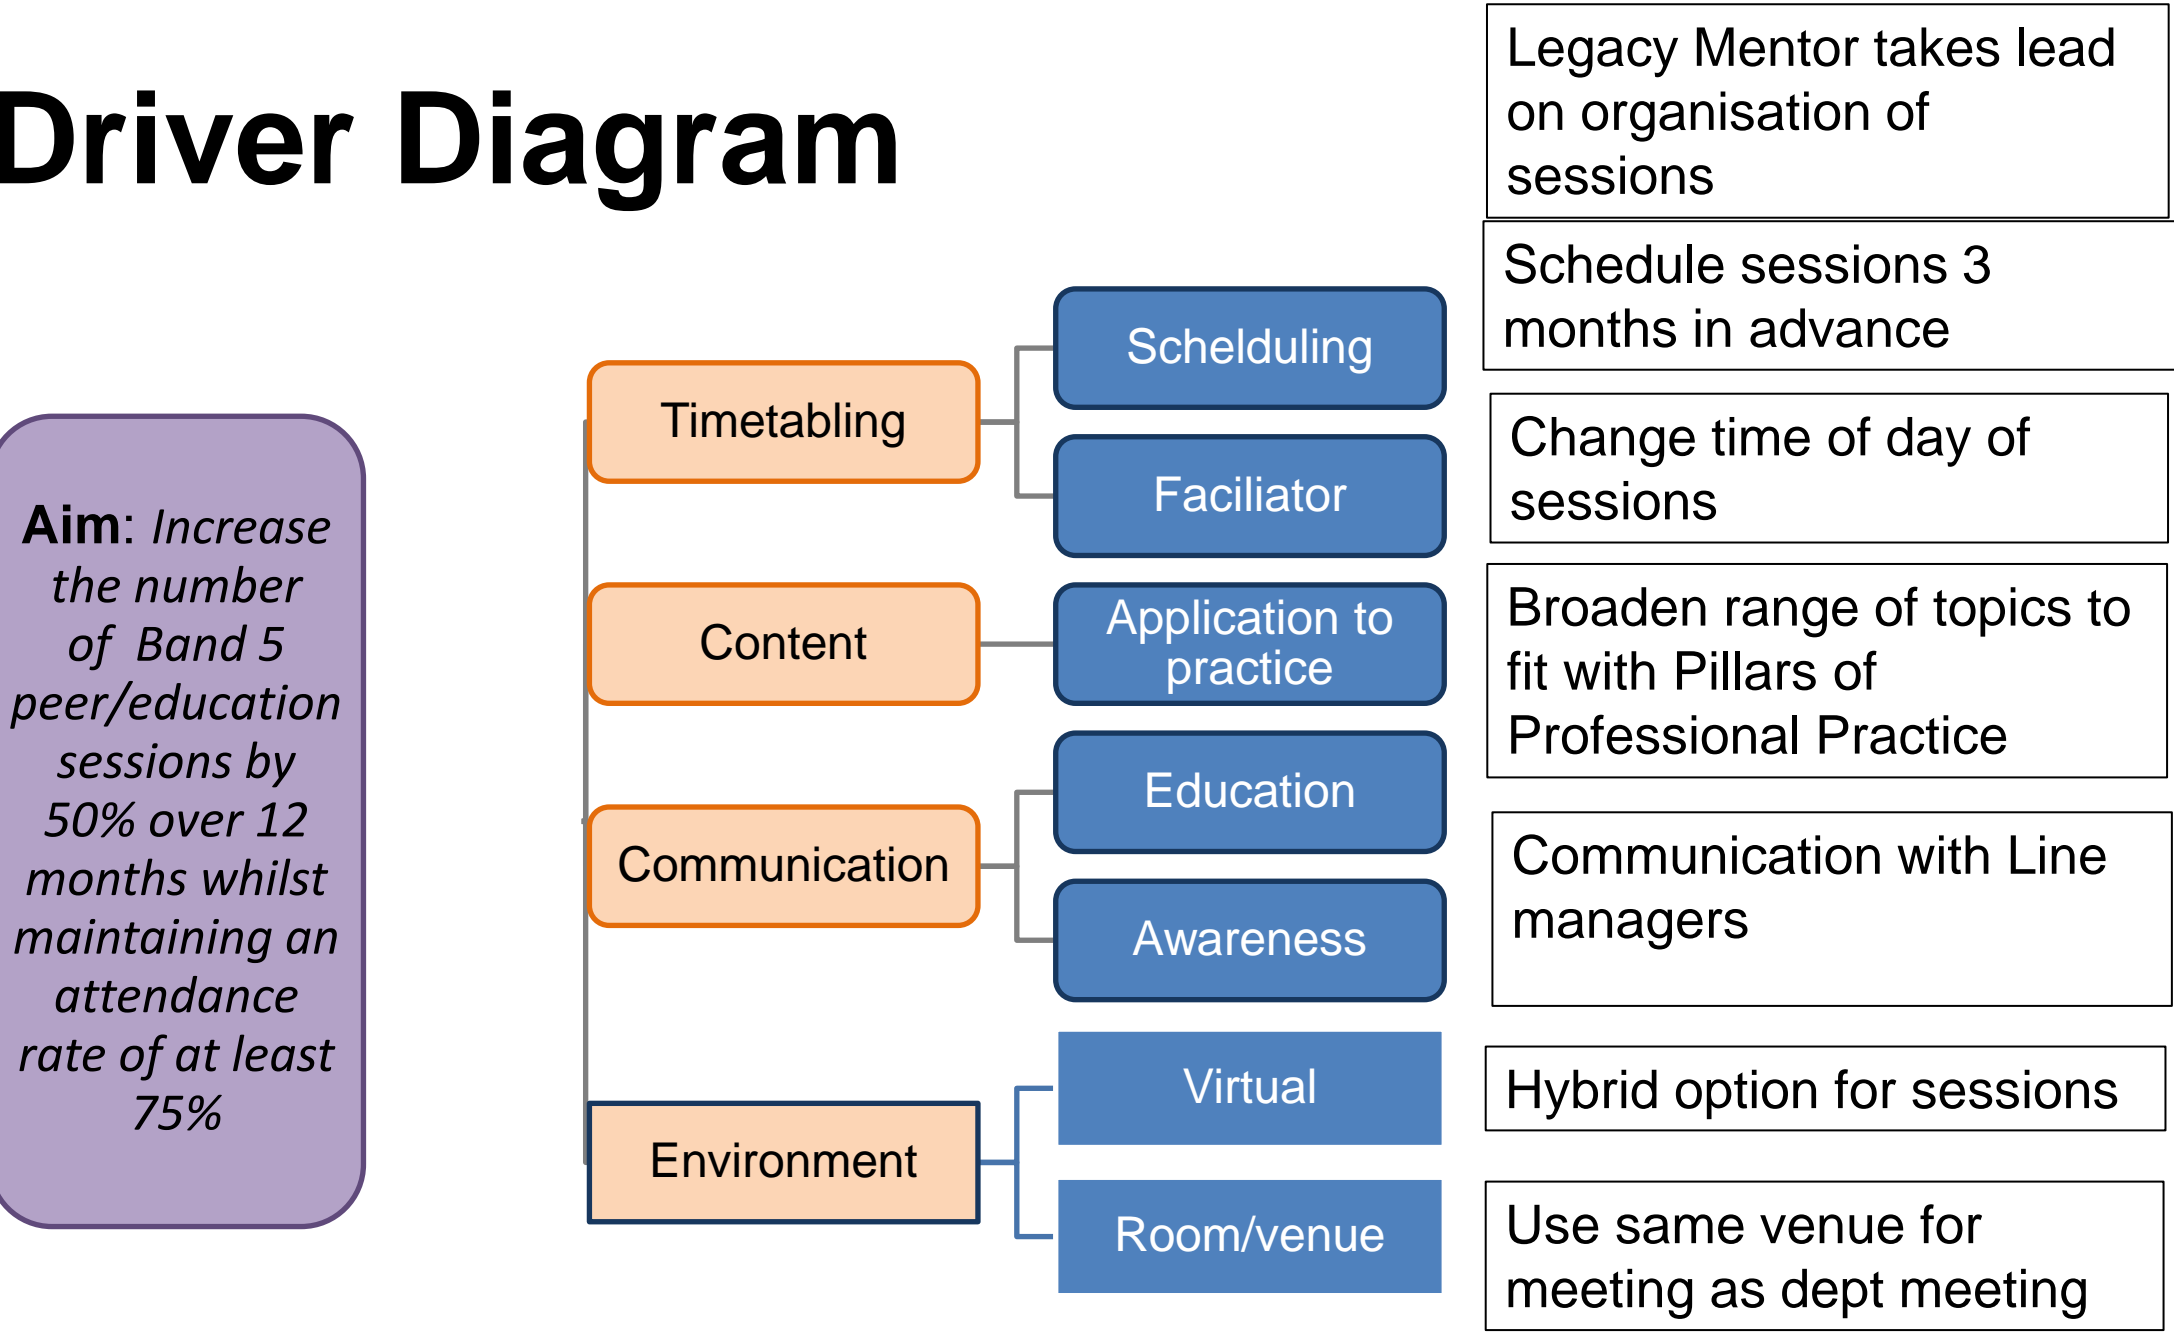 Driver Diagram
Aim: Increase
the number
of Band 5
peer/education
sessions by
50% over 12
months whilst
maintaining an
attendance
rate of at least
75%
Timetabling
Content
Communication
Environment
Schelduling
Faciliator
Application to
practice
Education
Awareness
Virtual
Room/venue
Legacy Mentor takes lead
on organisation of
sessions
Schedule sessions 3
months in advance
Change time of day of
sessions
Broaden range of topics to
fit with Pillars of
Professional Practice
Communication with Line
managers
Hybrid option for sessions
Use same venue for
meeting as dept meeting